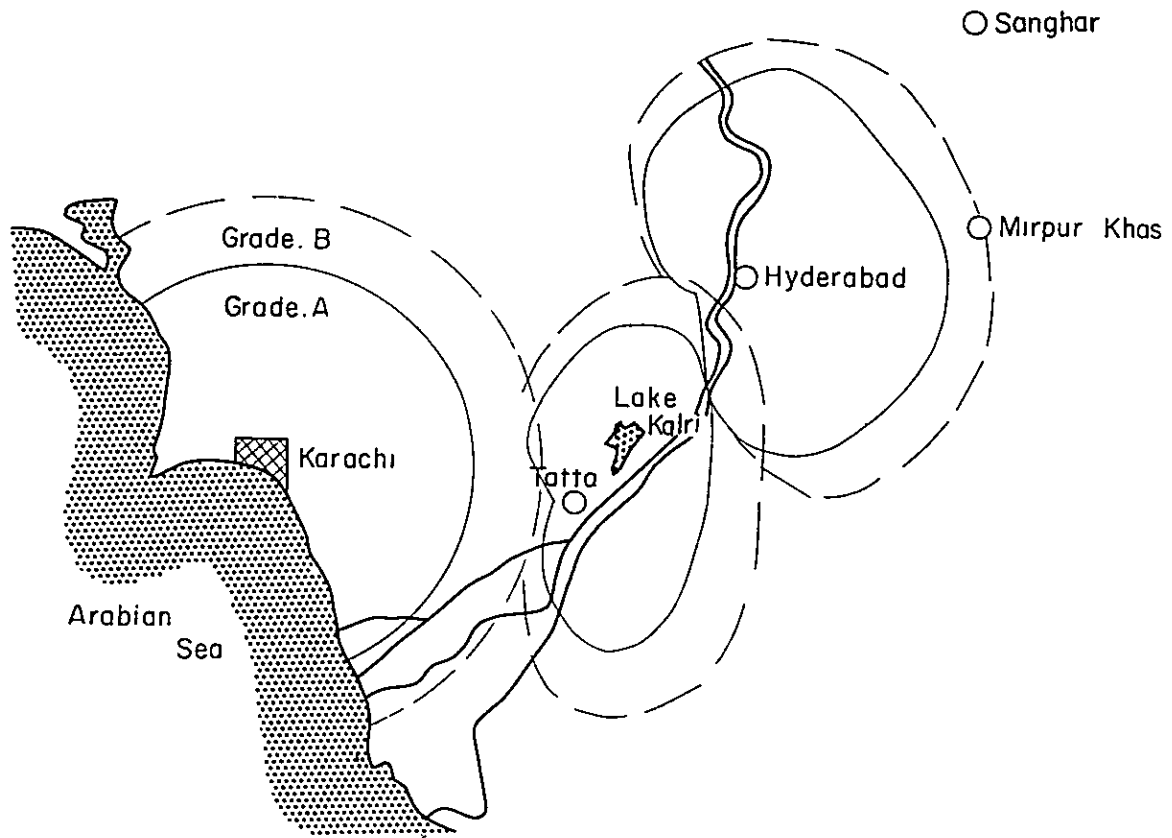 Sanghar
Grade. B
Mirpur Khas
Hyderabad
Grade. A
Lake
Kalri
Karachi
Tatta
Arabian
Sea